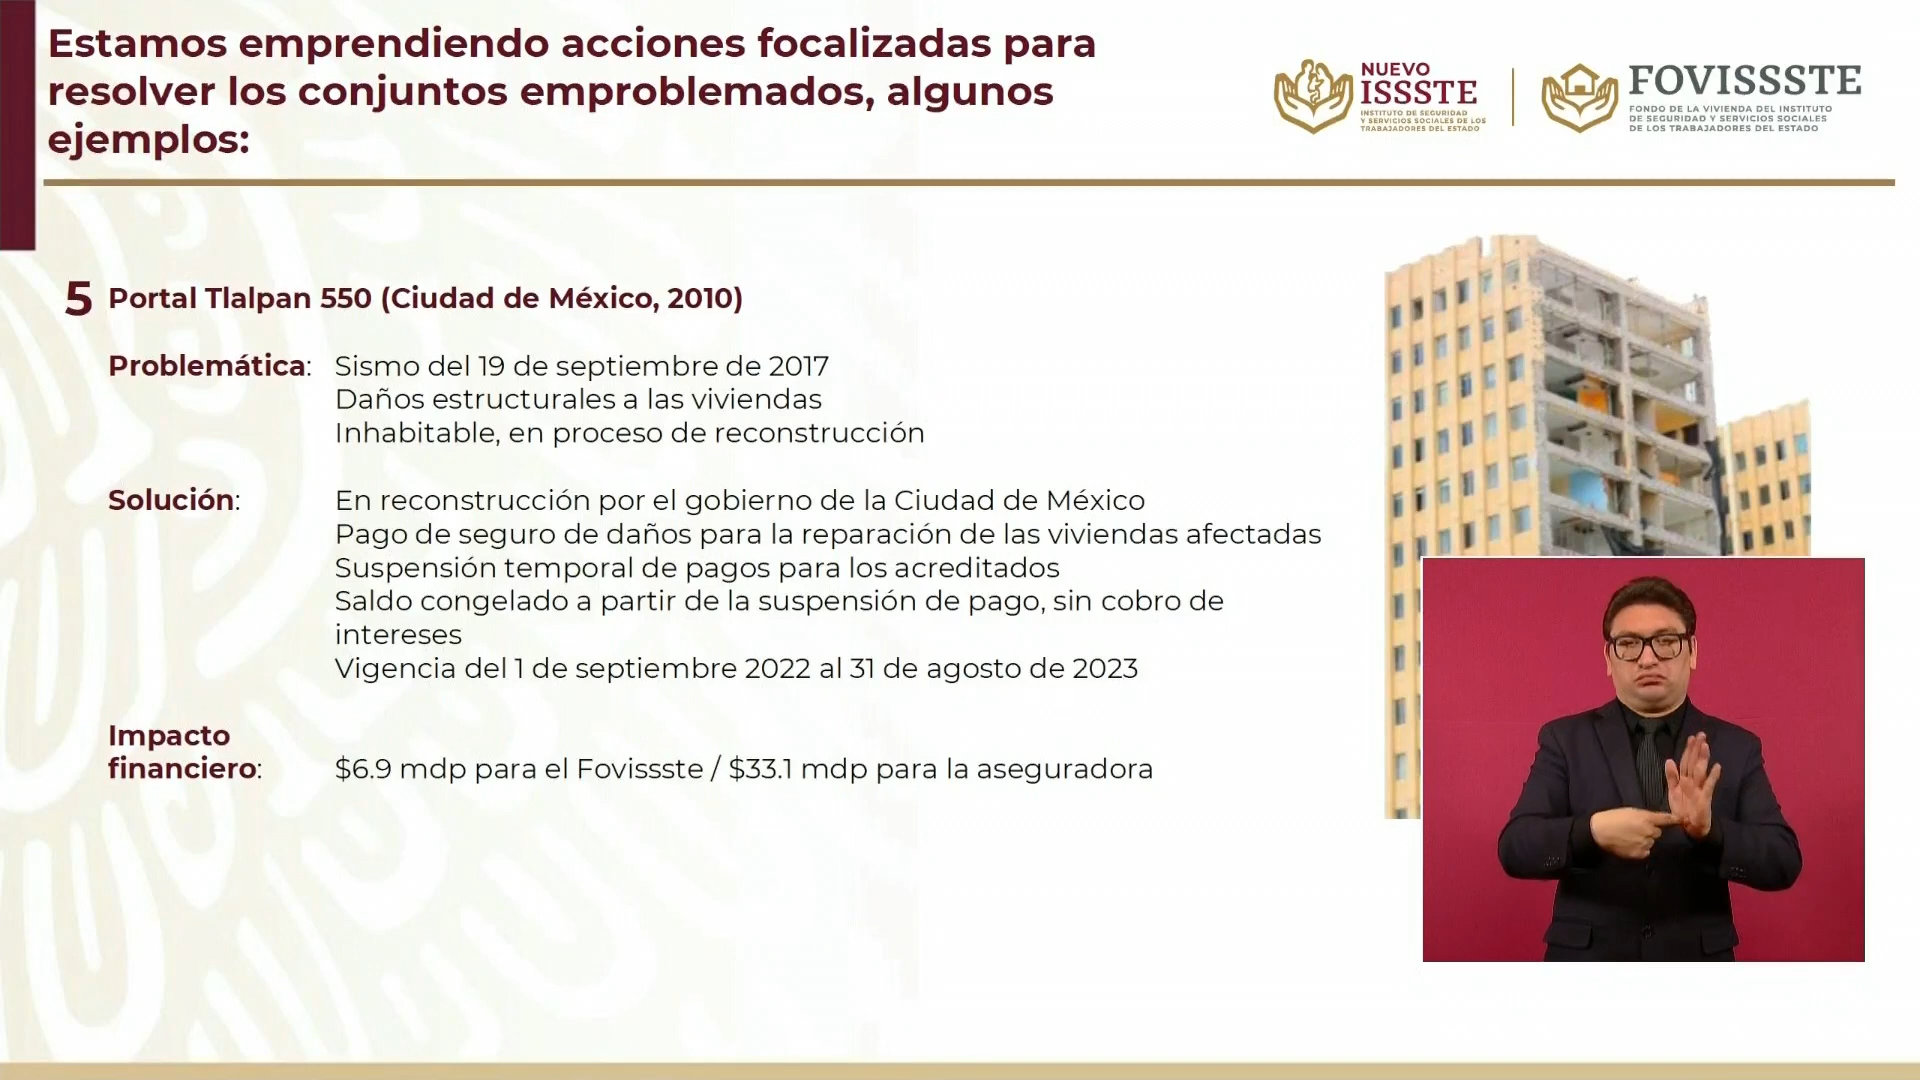 Estamos emprendiendo acciones focalizadas para
resolver los conjuntos emproblemados, algunos
ejemplos:
NUEVO
ISSSTE
INSTITUTO DE SEGURIDAD
Y SERVICIOS SOCIALES DE LOS
TRABAJADORES DEL ESTADO
FOVISSSTE
FONDO DE LA VIVIENDA DEL INSTITUTO
DE SEGURIDAD Y SERVICIOS SOCIALES
DE LOS TRABAJADORES DEL ESTADO
5 Portal Tlalpan 550 (Ciudad de México, 2010)
Problemática: Sismo del 19 de septiembre de 2017
Daños estructurales a las viviendas
Inhabitable, en proceso de reconstrucción
Solución: En reconstrucción por el gobierno de la Ciudad de México
Pago de seguro de daños para la reparación de las viviendas afectadas
Suspensión temporal de pagos para los acreditados
Saldo congelado a partir de la suspensión de pago, sin cobro de
intereses
Vigencia del 1 de septiembre 2022 al 31 de agosto de 2023
Impacto
financiero: $6.9 mdp para el Fovissste / $33.1 mdp para la aseguradora